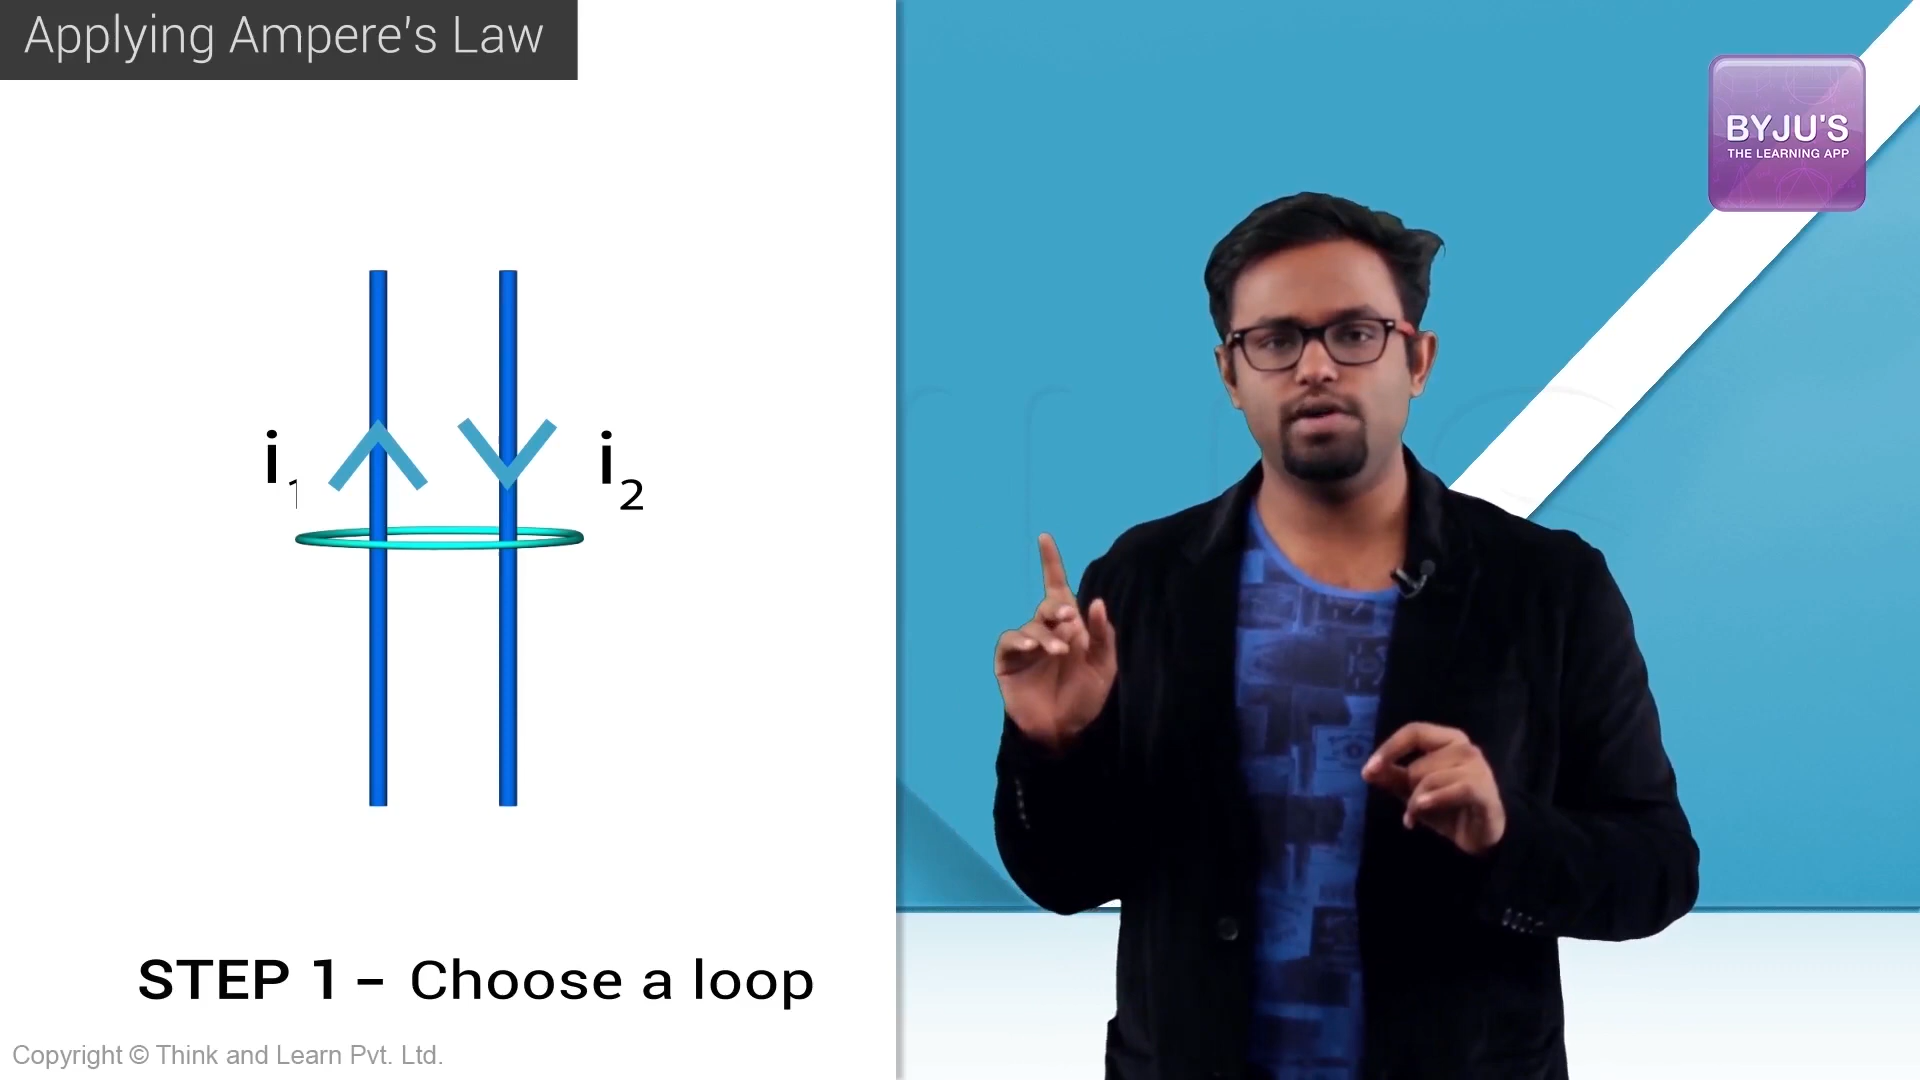 Applying Ampere's Law
BYJU'S
THE LEARNING APP
i1
i2
STEP 1 – Choose a loop
Copyright © Think and Learn Pvt. Ltd.